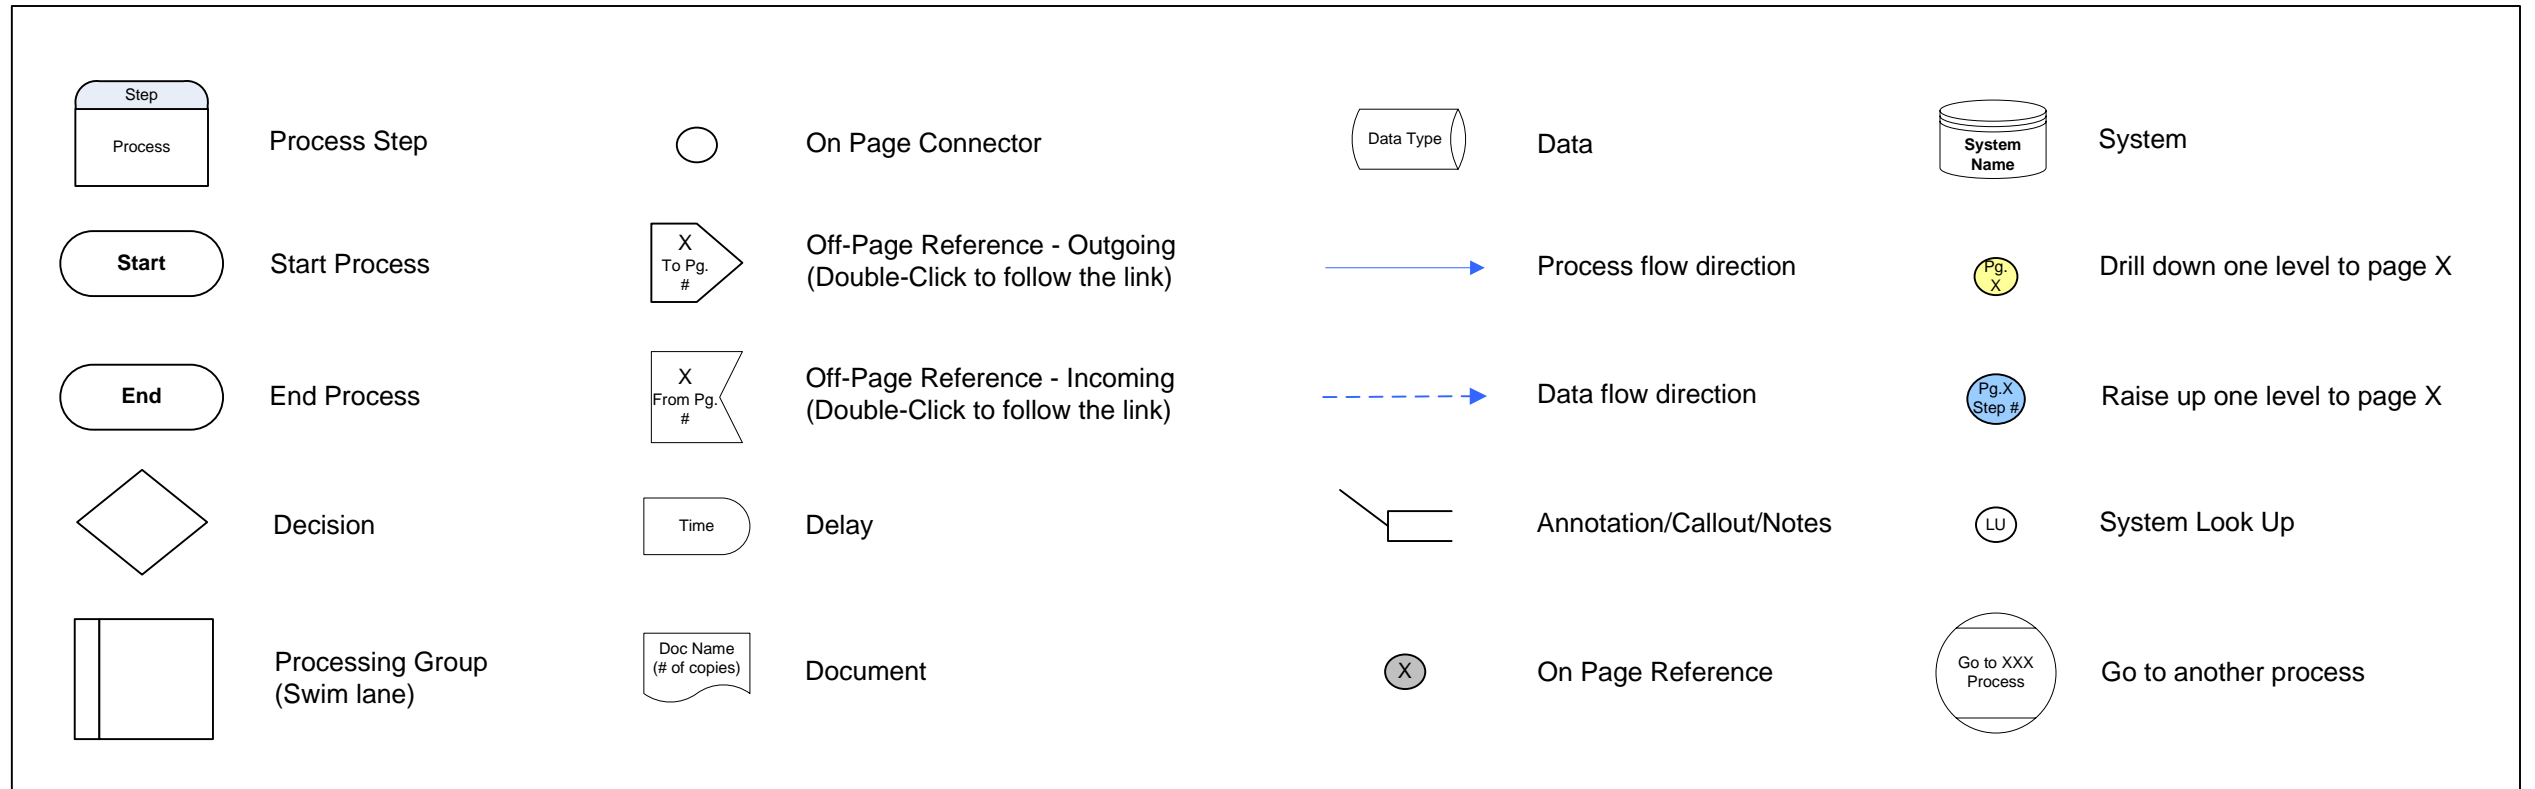 Step
Process
Process Step
On Page Connector
Data Type
Data
System
Name
System
Start
Start Process
X
To Pg.
#
Off-Page Reference - Outgoing
(Double-Click to follow the link)
Process flow direction
Pg.
X
Drill down one level to page X
End
End Process
X
From Pg.
#
Off-Page Reference - Incoming
(Double-Click to follow the link)
Data flow direction
Pg.X
Step #
Raise up one level to page X
Decision
Time
Delay
Annotation/Callout/Notes
LU
System Look Up
Processing Group
(Swim lane)
Doc Name
(# of copies)
Document
X
On Page Reference
Go to XXX
Process
Go to another process